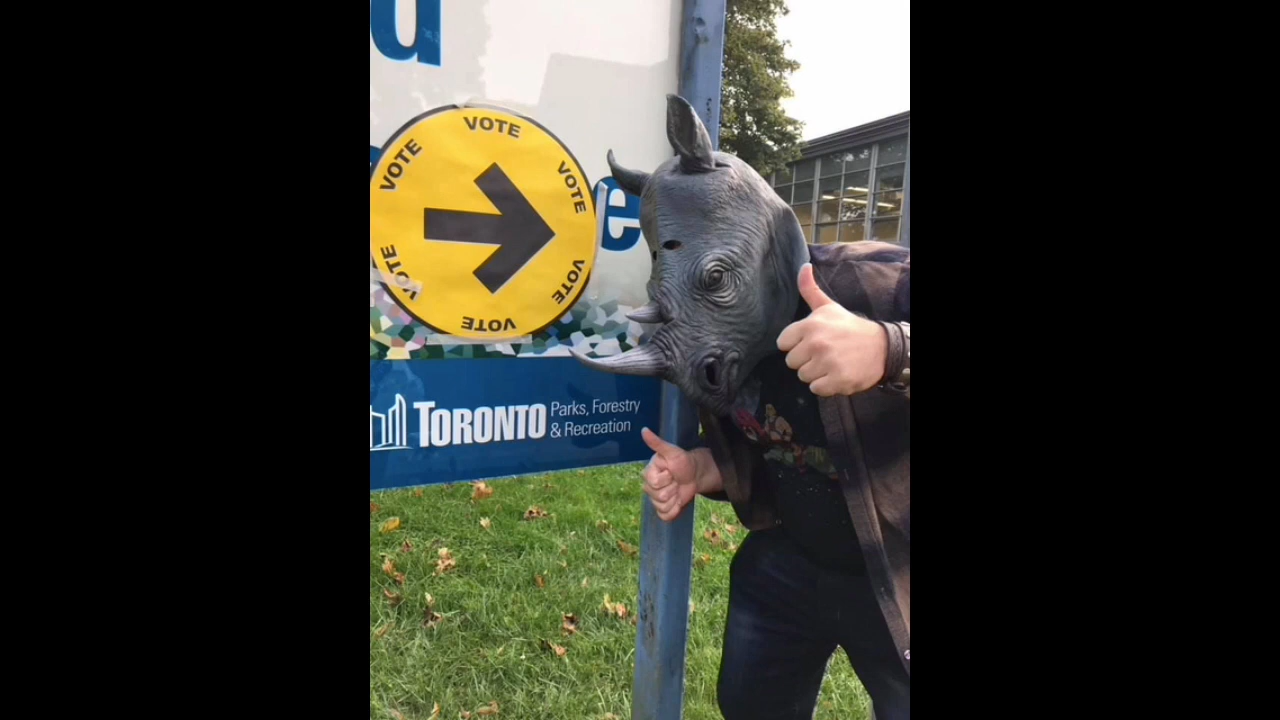 d
VOTE
VOTE
VOTE
e
VOTE
VOTE
VOTE
TORONTO Parks, Forestry
& Recreation